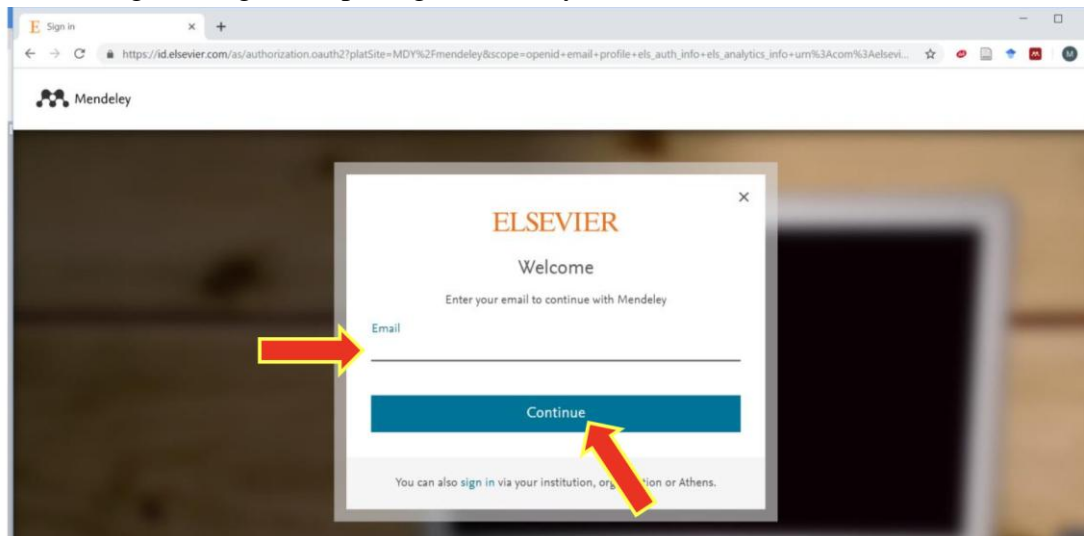 Sign in
https://id.elsevier.com/as/authorization.oauth2?platSite=MDY%2Fmendeley&scope=openid+email+profile+els_auth_info+els_analytics_info+urn%3Acom%3Aelsevi...
Mendeley
ELSEVIER
Welcome
Enter your email to continue with Mendeley
Email
Continue
You can also sign in via your institution, or Athens.